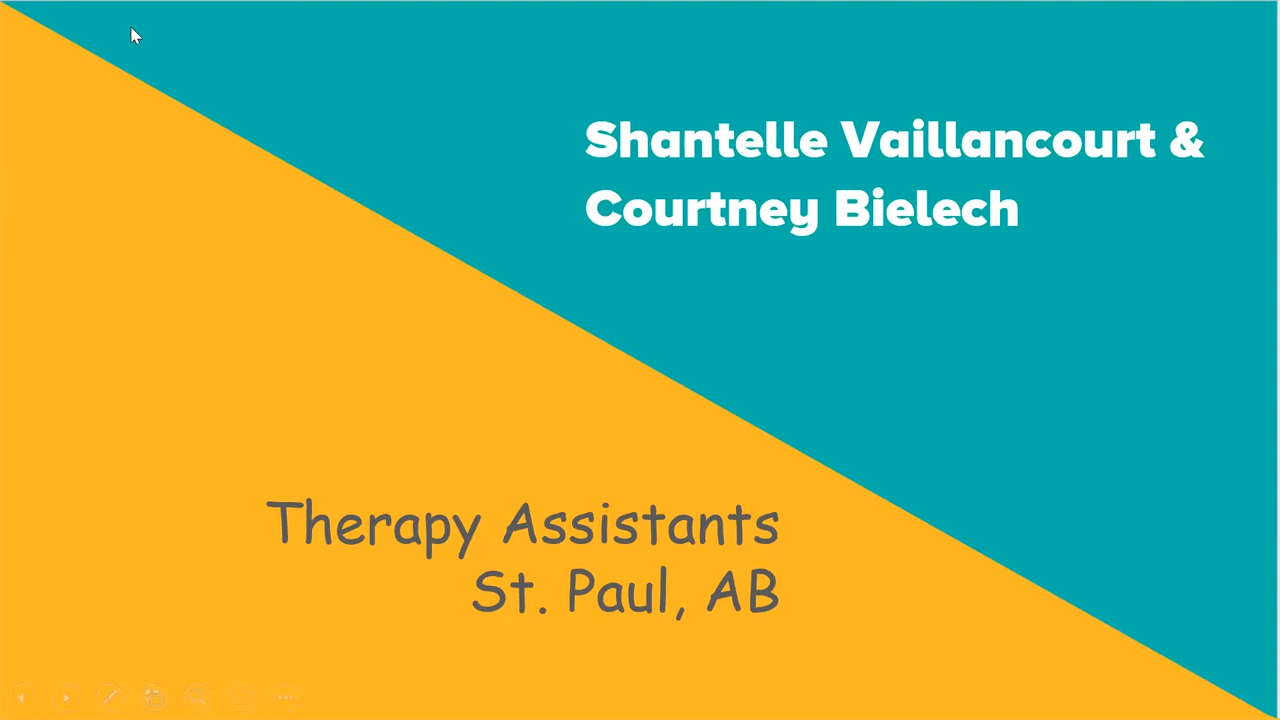 Shantelle Vaillancourt &
Courtney Bielech
Therapy Assistants
St. Paul, AB